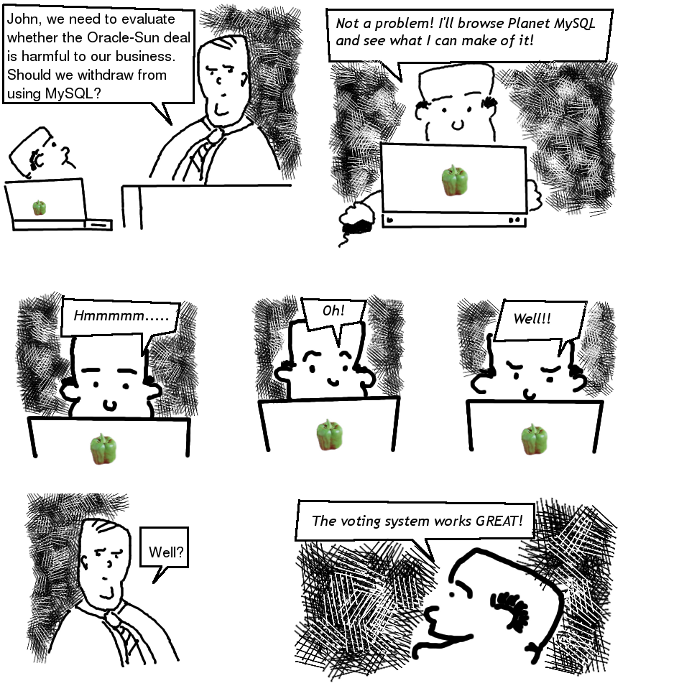 John, we need to evaluate
whether the Oracle-Sun deal
is harmful to our business.
Should we withdraw from
using MySQL?
Not a problem! I'll browse Planet MySQL
and see what I can make of it!
Hmmmmm.....
Oh!
Well!!
Well?
The voting system works GREAT!